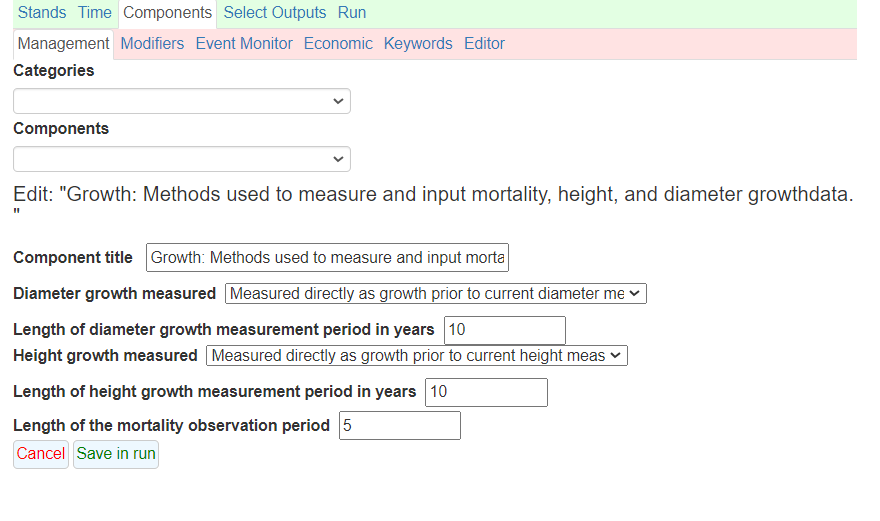 Stands Time Components Select Outputs Run
Management Modifiers Event Monitor Economic Keywords Editor
Categories
Components
Edit: "Growth: Methods used to measure and input mortality, height, and diameter growthdata.
"
Component title Growth: Methods used to measure and input morta
Diameter growth measured Measured directly as growth prior to current diameter me
Length of diameter growth measurement period in years 10
Height growth measured Measured directly as growth prior to current height meas
Length of height growth measurement period in years 10
Length of the mortality observation period 5
Cancel Save in run